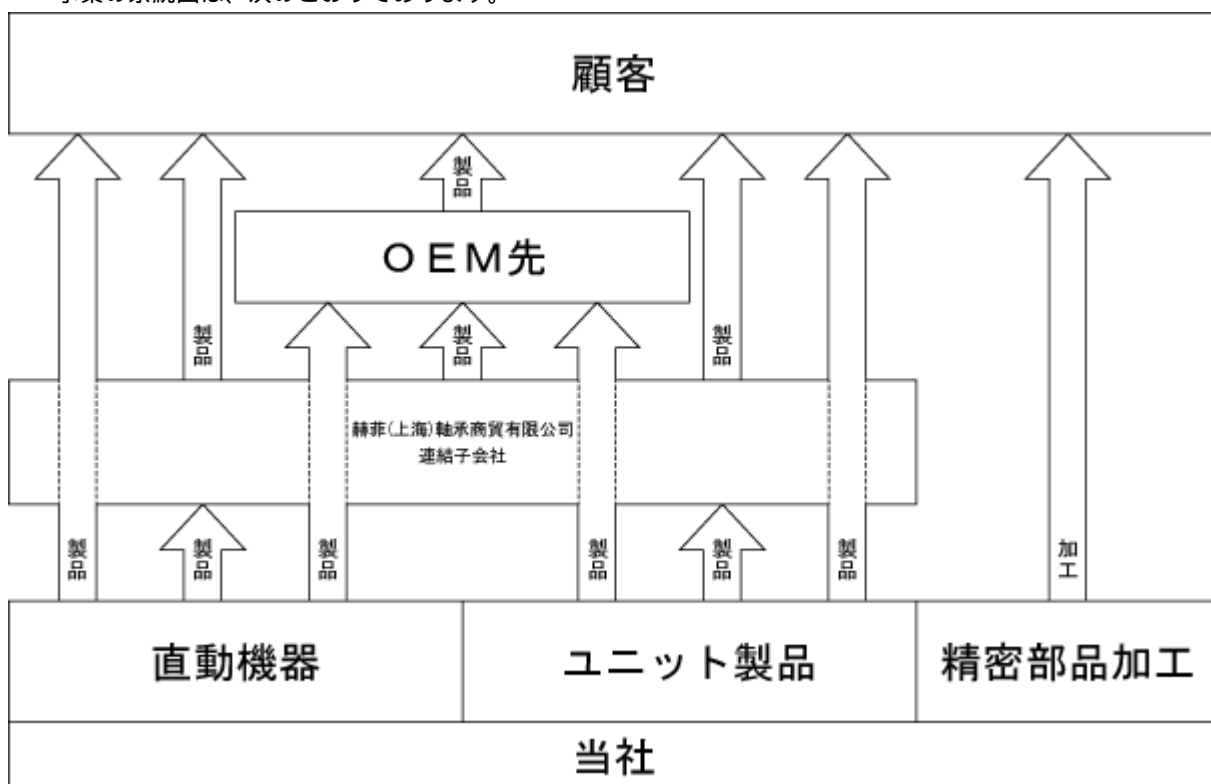 事業の系統図は、次のとおりであります。
顧客
製品
OEM先
製品
製品
製品
赫菲(上海)軸承商貿有限公司
連結子会社
製品
製品
製品
製品
製品
製品
加工
直動機器
ユニット製品
精密部品加工
当社